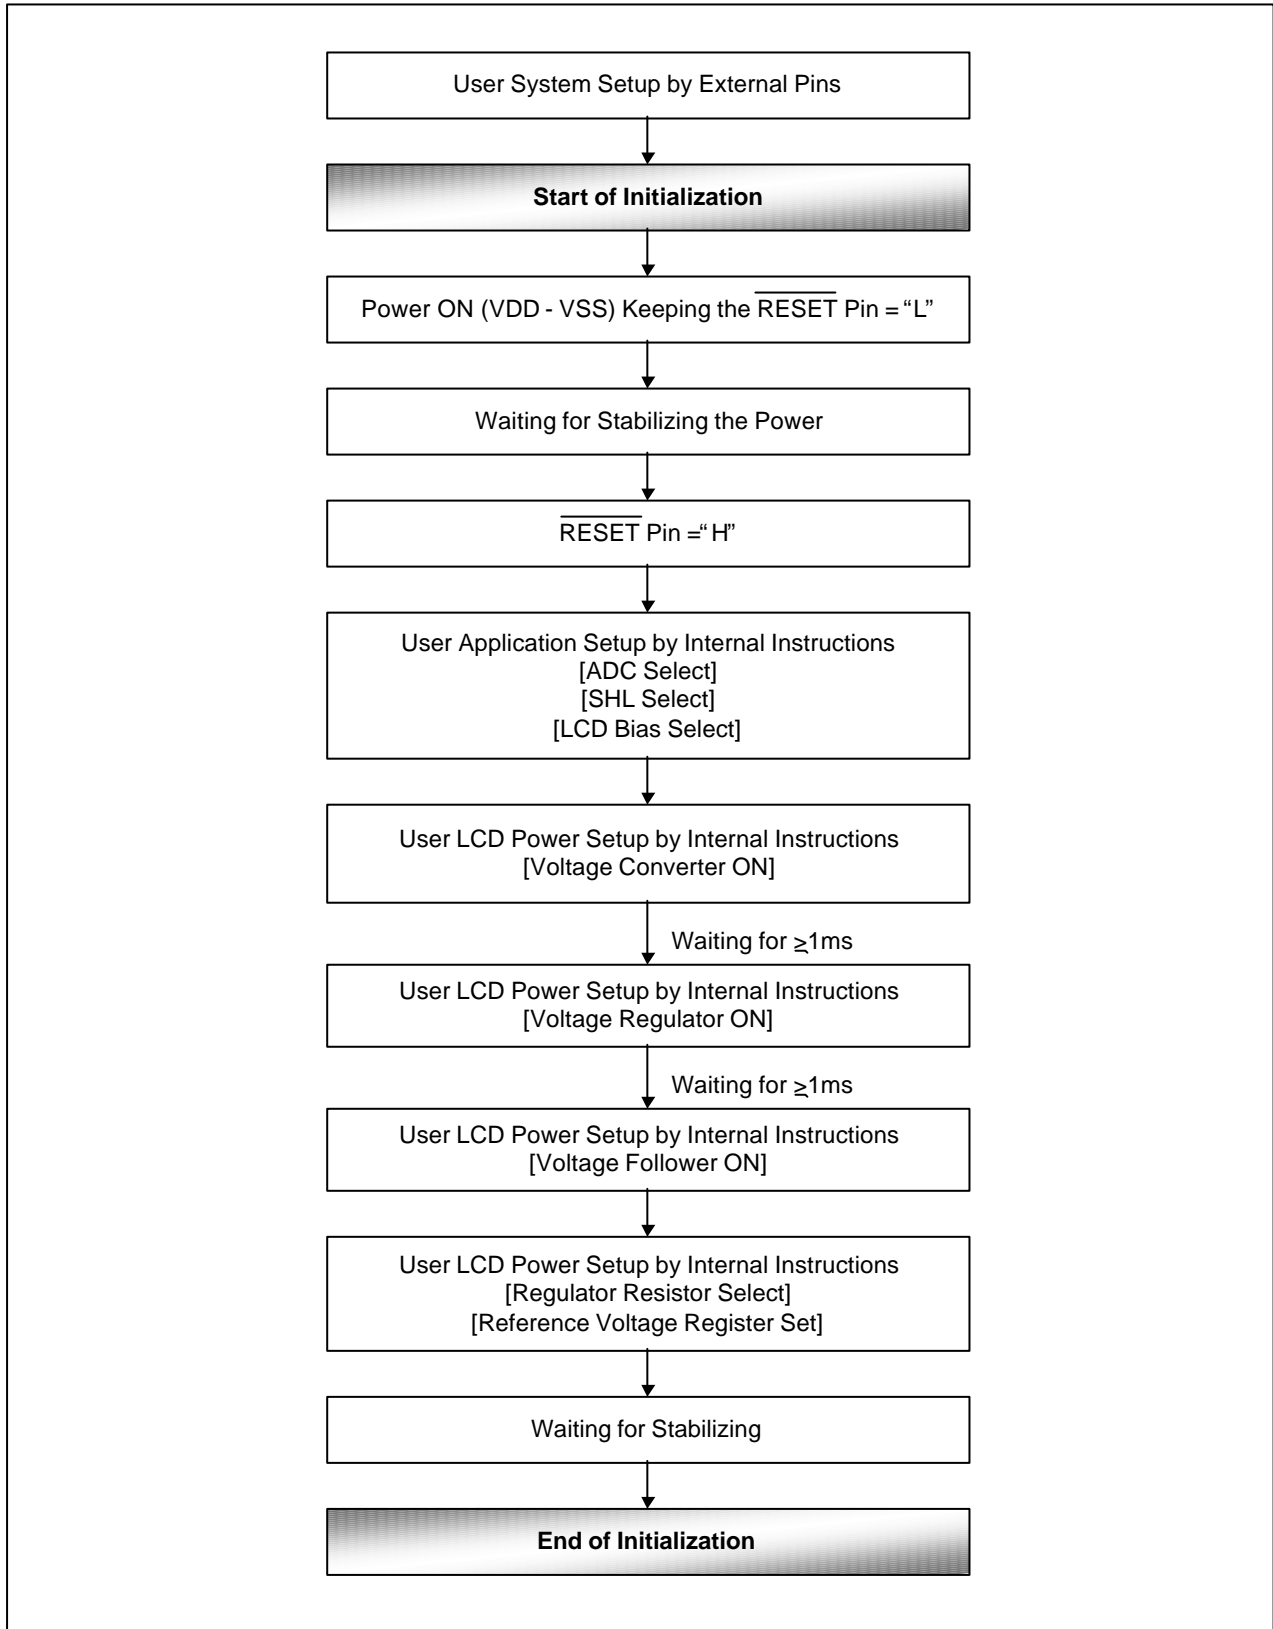 User System Setup by External Pins
Start of Initialization
Power ON (VDD - VSS) Keeping the R̅E̅S̅E̅T̅ Pin = “L”
Waiting for Stabilizing the Power
R̅E̅S̅E̅T̅ Pin =“H”
User Application Setup by Internal Instructions
[ADC Select]
[SHL Select]
[LCD Bias Select]
User LCD Power Setup by Internal Instructions
[Voltage Converter ON]
Waiting for ≥1ms
User LCD Power Setup by Internal Instructions
[Voltage Regulator ON]
Waiting for ≥1ms
User LCD Power Setup by Internal Instructions
[Voltage Follower ON]
User LCD Power Setup by Internal Instructions
[Regulator Resistor Select]
[Reference Voltage Register Set]
Waiting for Stabilizing
End of Initialization